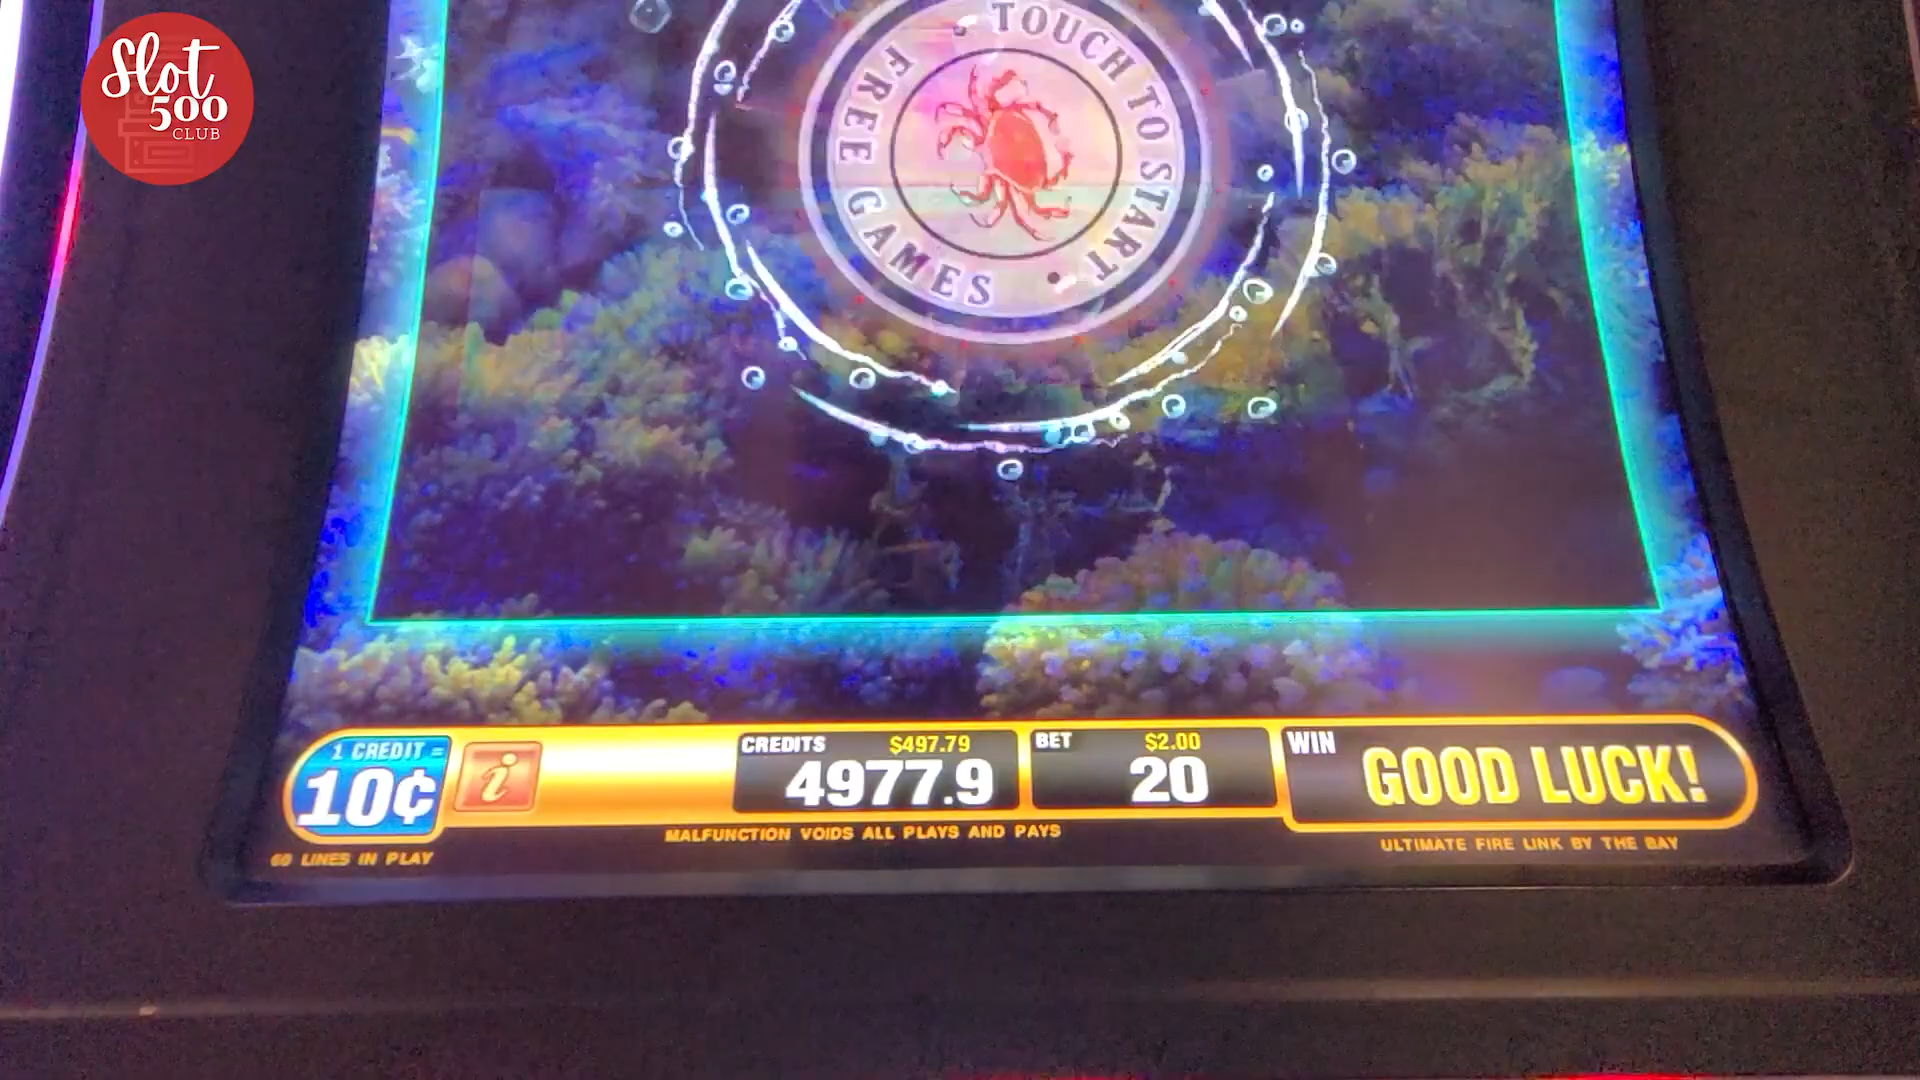 Slot
500
CLUB
• TOUCH TO START •
FREE GAMES
1 CREDIT =
10¢
i
CREDITS $497.79
4977.9
BET $2.00
20
WIN
GOOD LUCK!
60 LINES IN PLAY
MALFUNCTION VOIDS ALL PLAYS AND PAYS
ULTIMATE FIRE LINK BY THE BAY